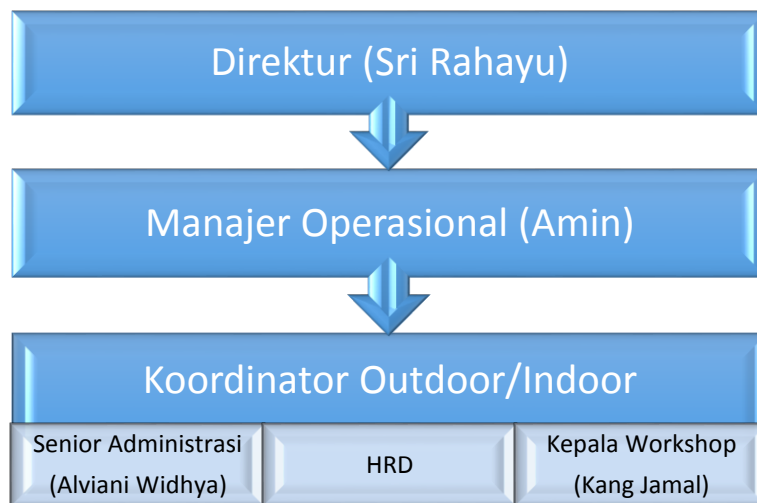 Direktur (Sri Rahayu)
Manajer Operasional (Amin)
Koordinator Outdoor/Indoor
Senior Administrasi
(Alviani Widhya)
HRD
Kepala Workshop
(Kang Jamal)